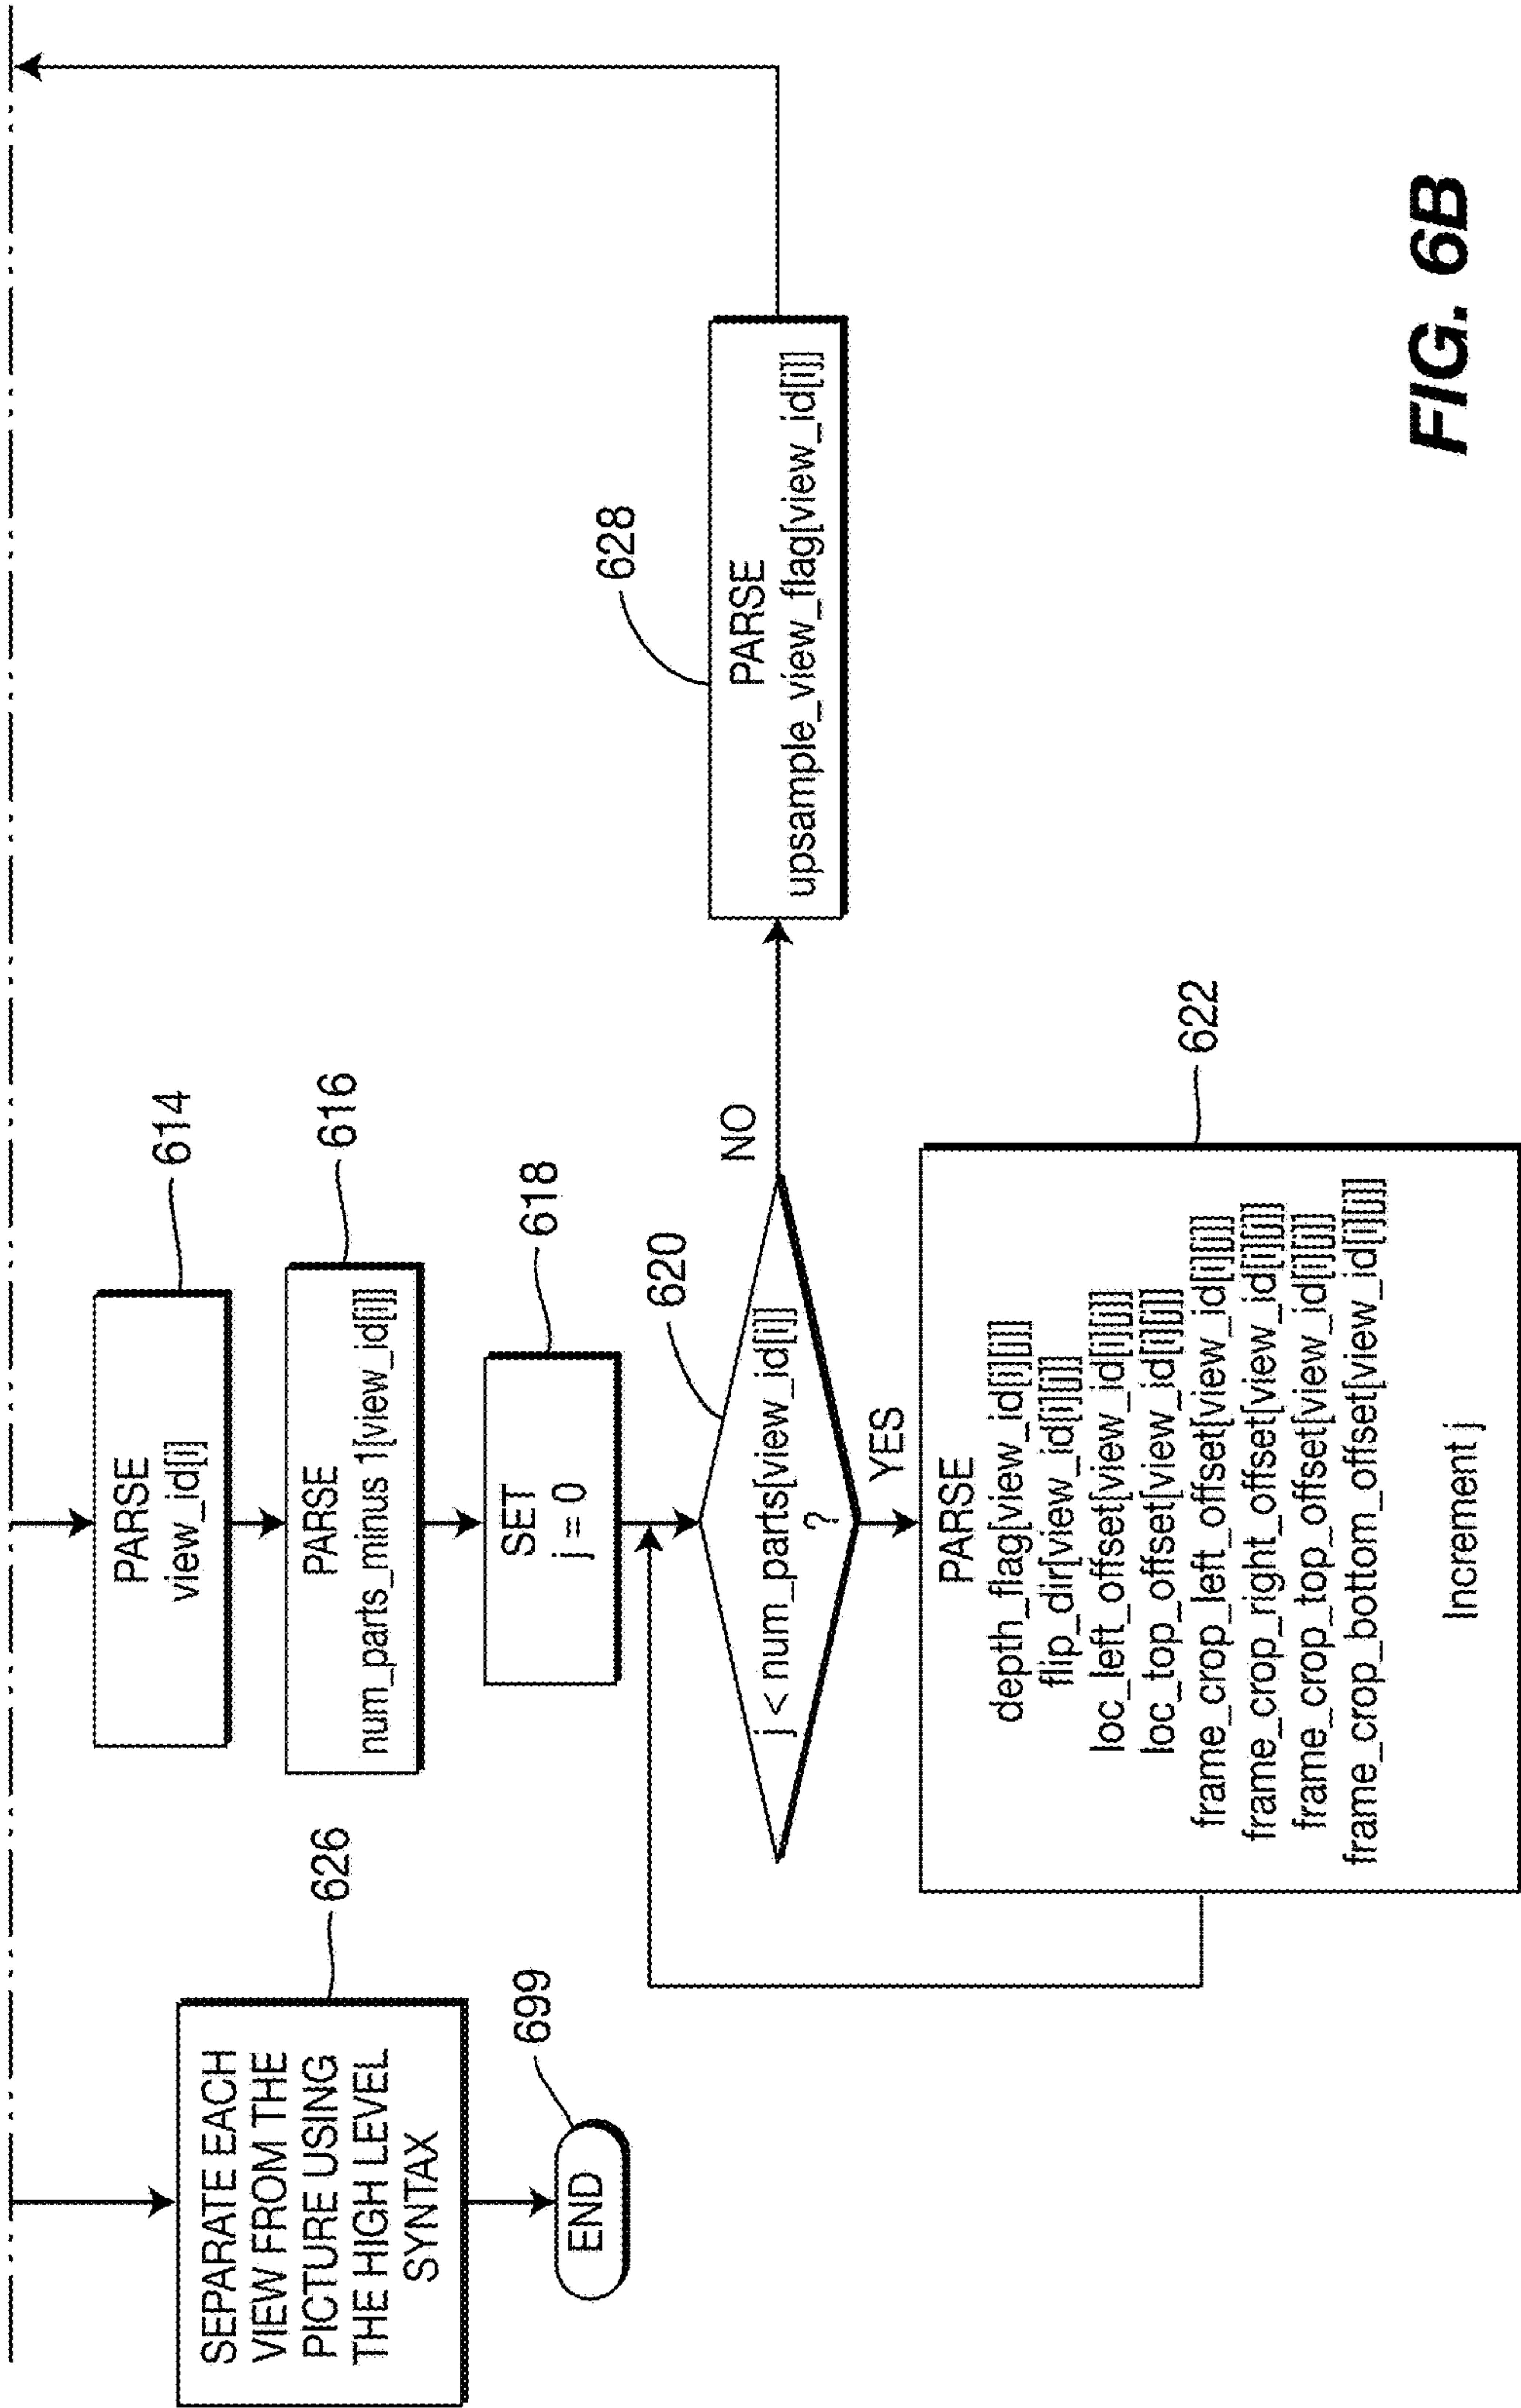 SEPARATE EACH
VIEW FROM THE
PICTURE USING
THE HIGH LEVEL
SYNTAX
626
END
699
PARSE
view_id[i]
614
PARSE
num_parts_minus 1[view_id[i]]
616
SET
j = 0
618
j < num_parts[view_id[i]]
?
620
NO
YES
PARSE
depth_flag[view_id[i][j]]
flip_dir[view_id[i][j]]
loc_left_offset[view_id[i][j]]
loc_top_offset[view_id[i][j]]
frame_crop_left_offset[view_id[i][j]]
frame_crop_right_offset[view_id[i][j]]
frame_crop_top_offset[view_id[i][j]]
frame_crop_bottom_offset[view_id[i][j]]
Increment j
622
PARSE
upsample_view_flag[view_id[i]]
628
FIG. 6B